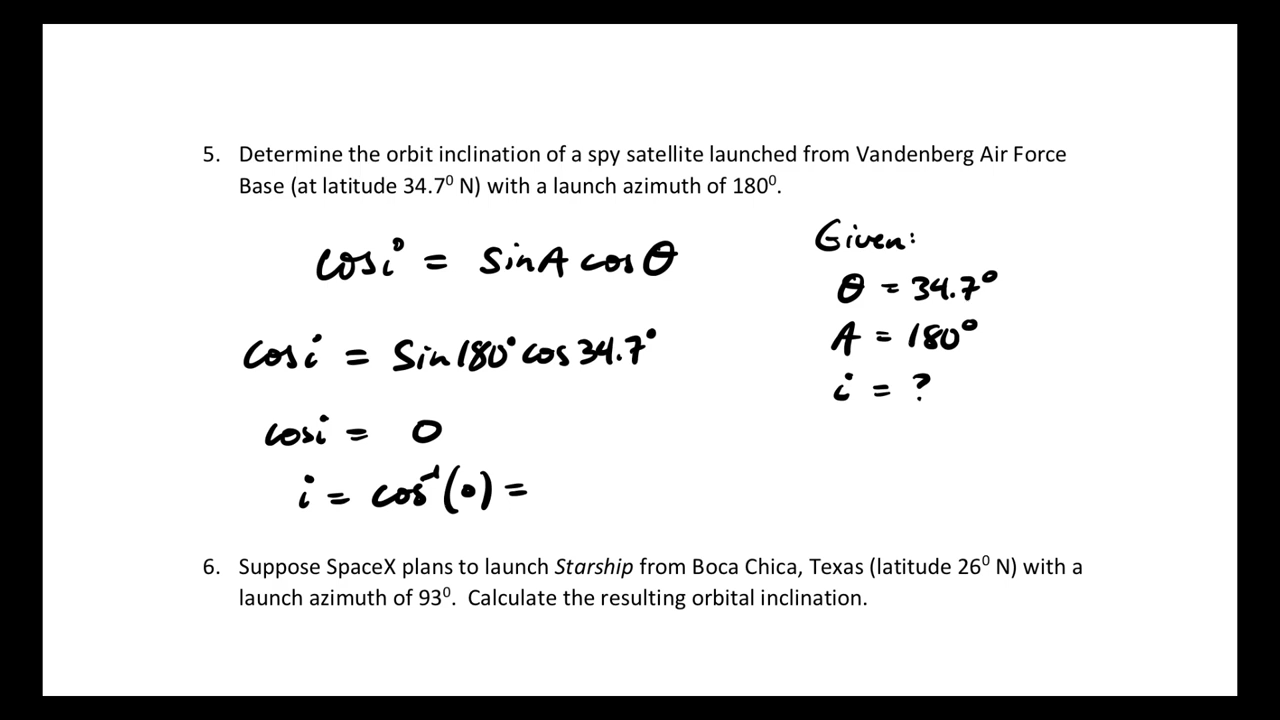 5. Determine the orbit inclination of a spy satellite launched from Vandenberg Air Force
Base (at latitude 34.7⁰ N) with a launch azimuth of 180⁰.
cos i = sin A cos θ
cos i = sin 180° cos 34.7°
cos i = 0
i = cos⁻¹(0) =
Given:
θ = 34.7°
A = 180°
i = ?
6. Suppose SpaceX plans to launch Starship from Boca Chica, Texas (latitude 26⁰ N) with a
launch azimuth of 93⁰. Calculate the resulting orbital inclination.